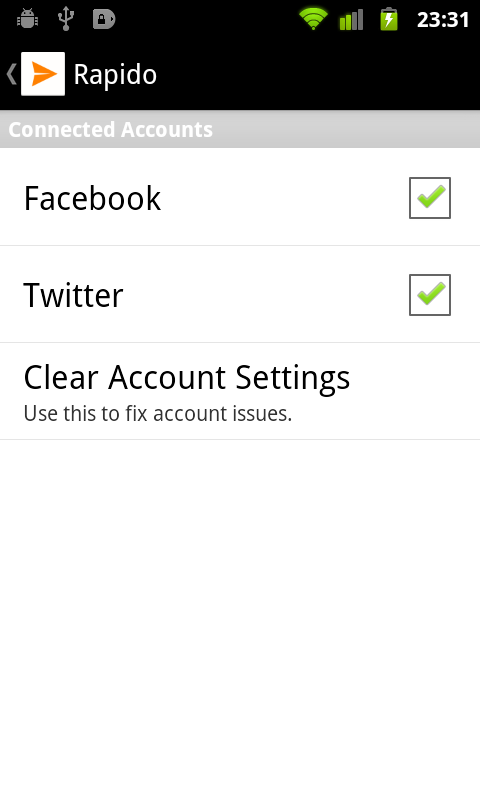 23:31
Rapido
Connected Accounts
Facebook
Twitter
Clear Account Settings
Use this to fix account issues.